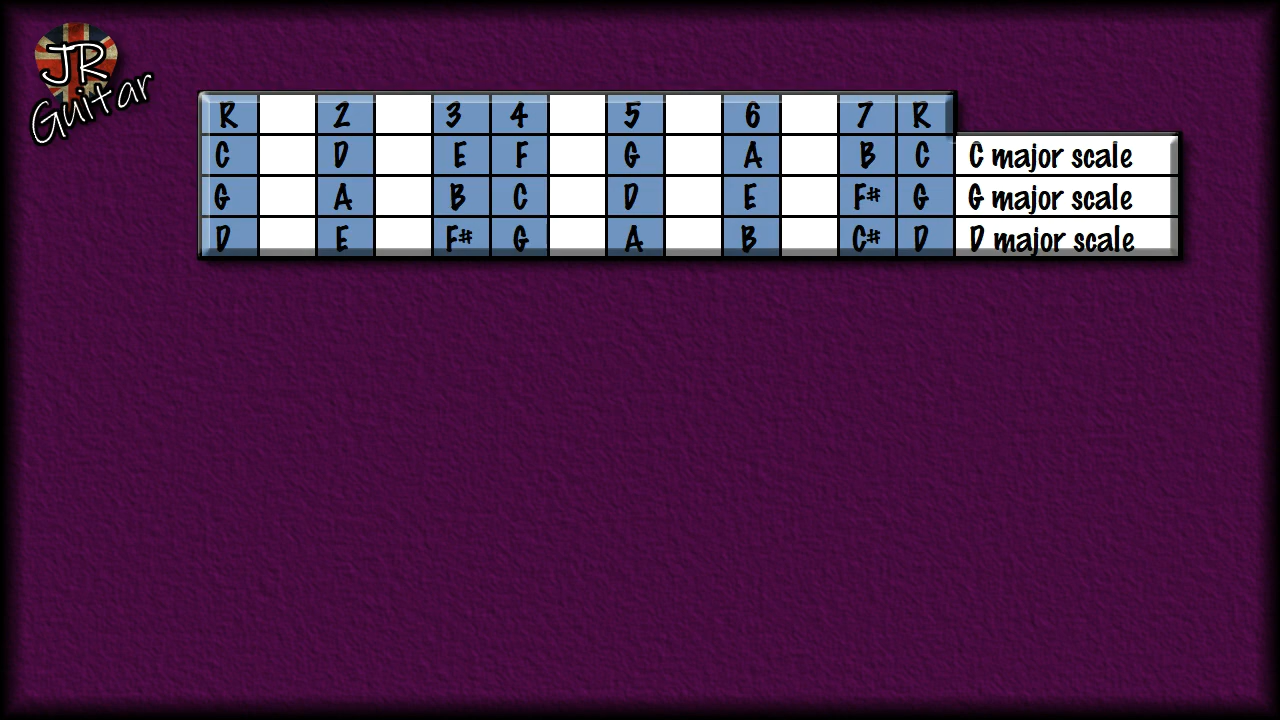 JR
Guitar
R 2 3 4 5 6 7 R
C D E F G A B C C major scale
G A B C D E F# G G major scale
D E F# G A B C# D D major scale